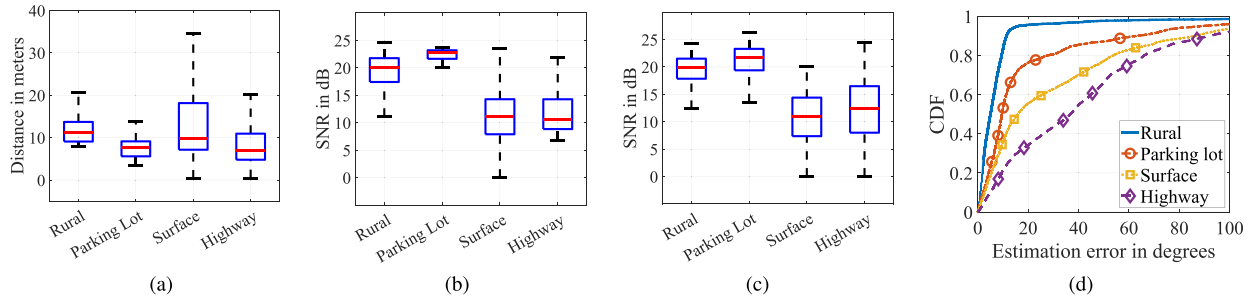 Distance in meters
40
30
20
10
0
Rural
Parking Lot
Surface
Highway
(a)
SNR in dB
25
20
15
10
5
0
Rural
Parking Lot
Surface
Highway
(b)
SNR in dB
25
20
15
10
5
0
Rural
Parking Lot
Surface
Highway
(c)
CDF
1
0.8
0.6
0.4
0.2
0
0 20 40 60 80 100
Estimation error in degrees
Rural
Parking lot
Surface
Highway
(d)